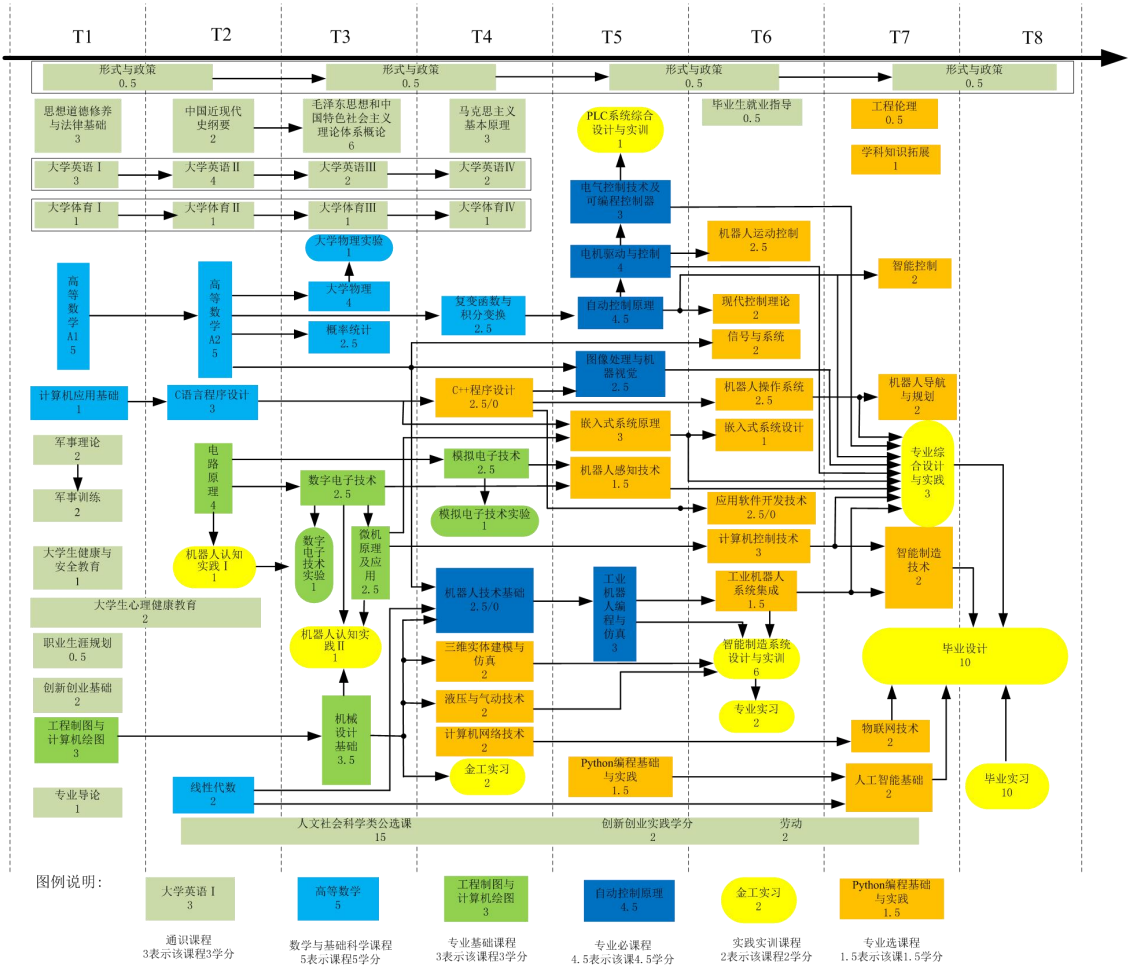 T1
T2
T3
T4
T5
T6
T7
T8
形式与政策
0.5
形式与政策
0.5
形式与政策
0.5
形式与政策
0.5
思想道德修养
与法律基础
3
中国近现代
史纲要
2
毛泽东思想和中
国特色社会主义
理论体系概论
6
马克思主义
基本原理
3
PLC系统综合
设计与实训
1
毕业生就业指导
0.5
工程伦理
0.5
学科知识拓展
1
大学英语Ⅰ
3
大学英语Ⅱ
4
大学英语Ⅲ
2
大学英语Ⅳ
2
大学体育Ⅰ
1
大学体育Ⅱ
1
大学体育Ⅲ
1
大学体育Ⅳ
1
电气控制技术及
可编程控制器
3
大学物理实验
1
电机驱动与控制
4
机器人运动控制
2.5
智能控制
2
高等数学A1
5
高等数学A2
5
大学物理
4
复变函数与
积分变换
2.5
自动控制原理
4.5
现代控制理论
2
概率统计
2.5
信号与系统
2
图像处理与机
器视觉
2.5
计算机应用基础
1
C语言程序设计
3
C++程序设计
2.5/0
机器人操作系统
2.5
机器人导航
与规划
2
嵌入式系统原理
3
嵌入式系统设计
1
军事理论
2
电路原理
4
模拟电子技术
2.5
机器人感知技术
1.5
专业综
合设计
与实践
3
军事训练
2
数字电子技术
2.5
模拟电子技术实验
1
应用软件开发技术
2.5/0
大学生健康与
安全教育
1
机器人认知
实践Ⅰ
1
数字
电子
技术
实验
1
微机
原理
及应
用
2.5
计算机控制技术
3
智能制造
技术
2
大学生心理健康教育
2
机器人技术基础
2.5/0
工业
机器
人编
程与
仿真
3
工业机器人
系统集成
1.5
职业生涯规划
0.5
机器人认知实
践Ⅱ
1
三维实体建模与
仿真
2
智能制造系统
设计与实训
6
毕业设计
10
创新创业基础
2
液压与气动技术
2
专业实习
2
工程制图与
计算机绘图
3
机械
设计
基础
3.5
计算机网络技术
2
物联网技术
2
金工实习
2
Python编程基础
与实践
1.5
人工智能基础
2
毕业实习
10
专业导论
1
线性代数
2
人文社会科学类公选课
15
创新创业实践学分
2
劳动
2
图例说明：
大学英语Ⅰ
3
高等数学
5
工程制图与
计算机绘图
3
自动控制原理
4.5
金工实习
2
Python编程基础
与实践
1.5
通识课程
3表示该课程3学分
数学与基础科学课程
5表示课程5学分
专业基础课程
3表示该课程3学分
专业必课程
4.5表示该课4.5学分
实践实训课程
2表示该课程2学分
专业选课程
1.5表示该课1.5学分